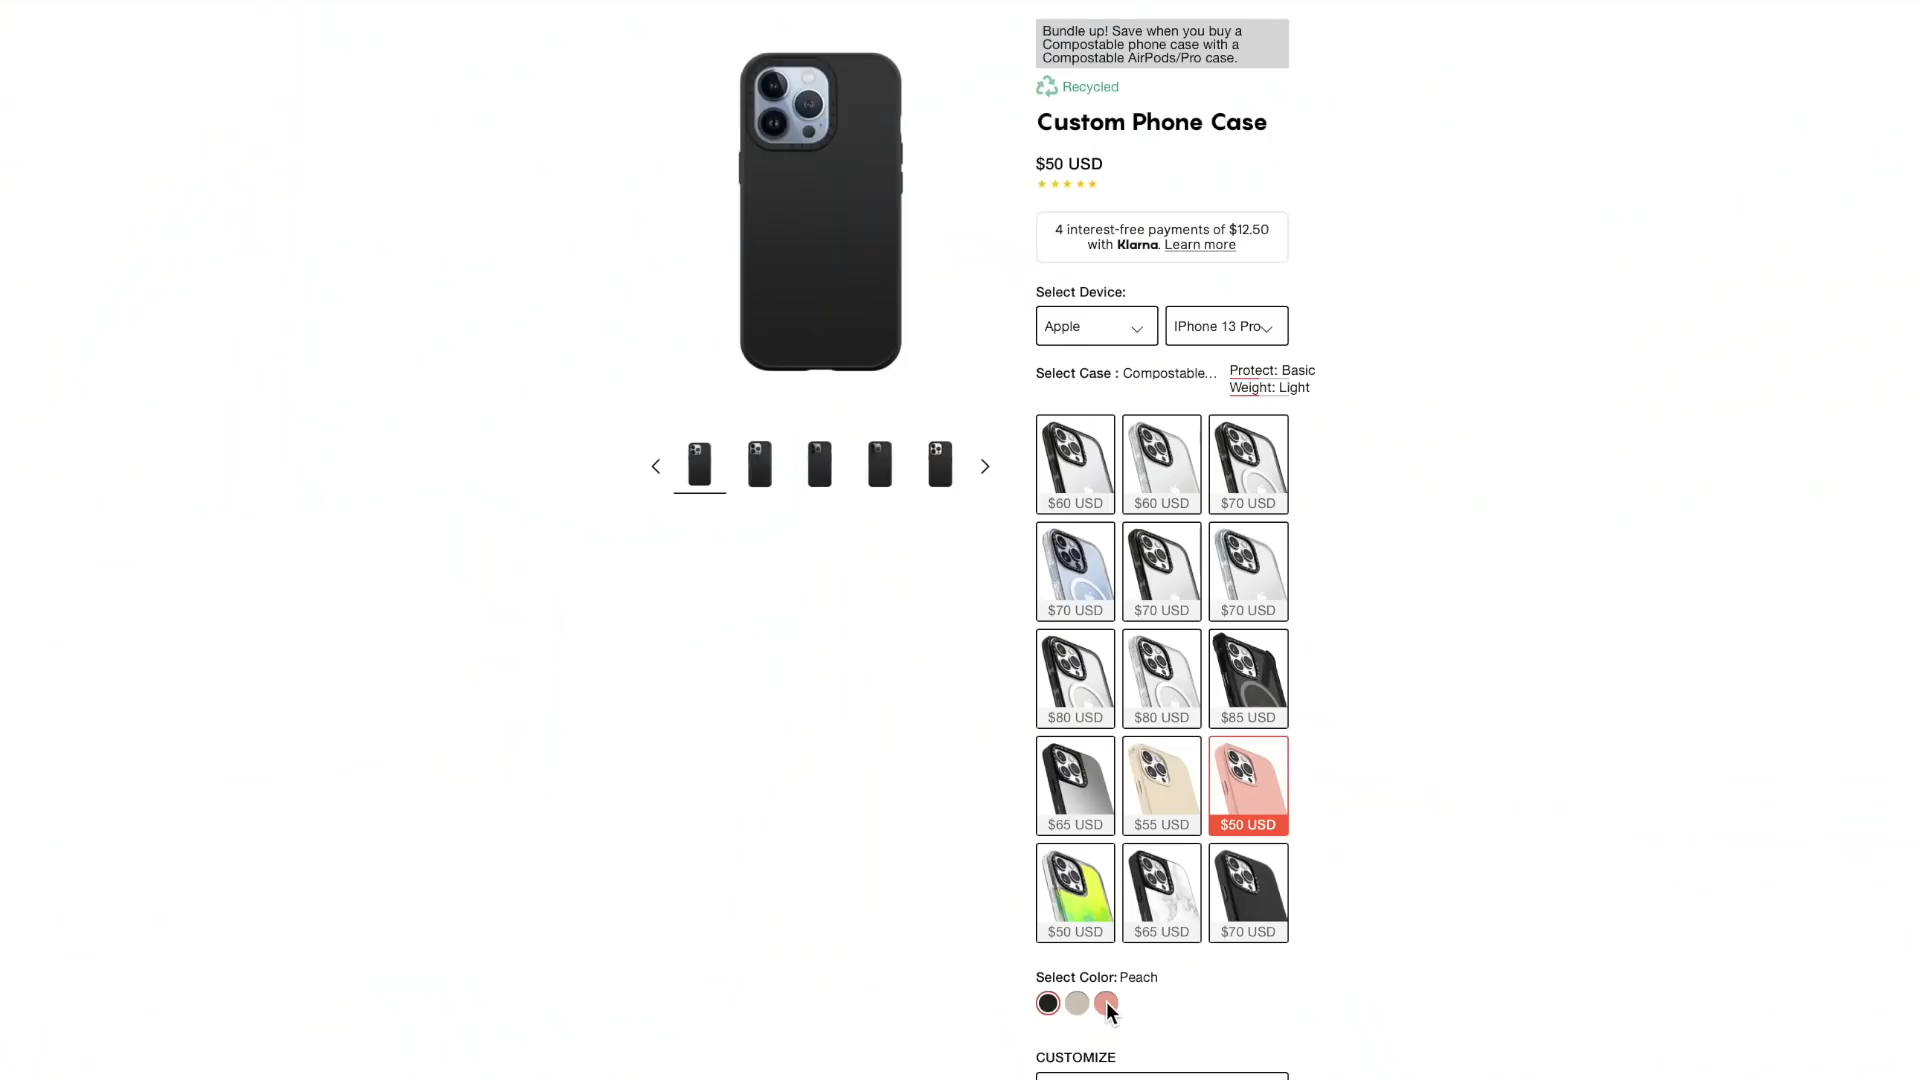 Bundle up! Save when you buy a
Compostable phone case with a
Compostable AirPods/Pro case.
Recycled
Custom Phone Case
$50 USD
4 interest-free payments of $12.50
with Klarna. Learn more
Select Device:
Apple
IPhone 13 Pro
Select Case : Compostable...
Protect: Basic
Weight: Light
$60 USD
$60 USD
$70 USD
$70 USD
$70 USD
$70 USD
$80 USD
$80 USD
$85 USD
$65 USD
$55 USD
$50 USD
$50 USD
$65 USD
$70 USD
Select Color: Peach
CUSTOMIZE